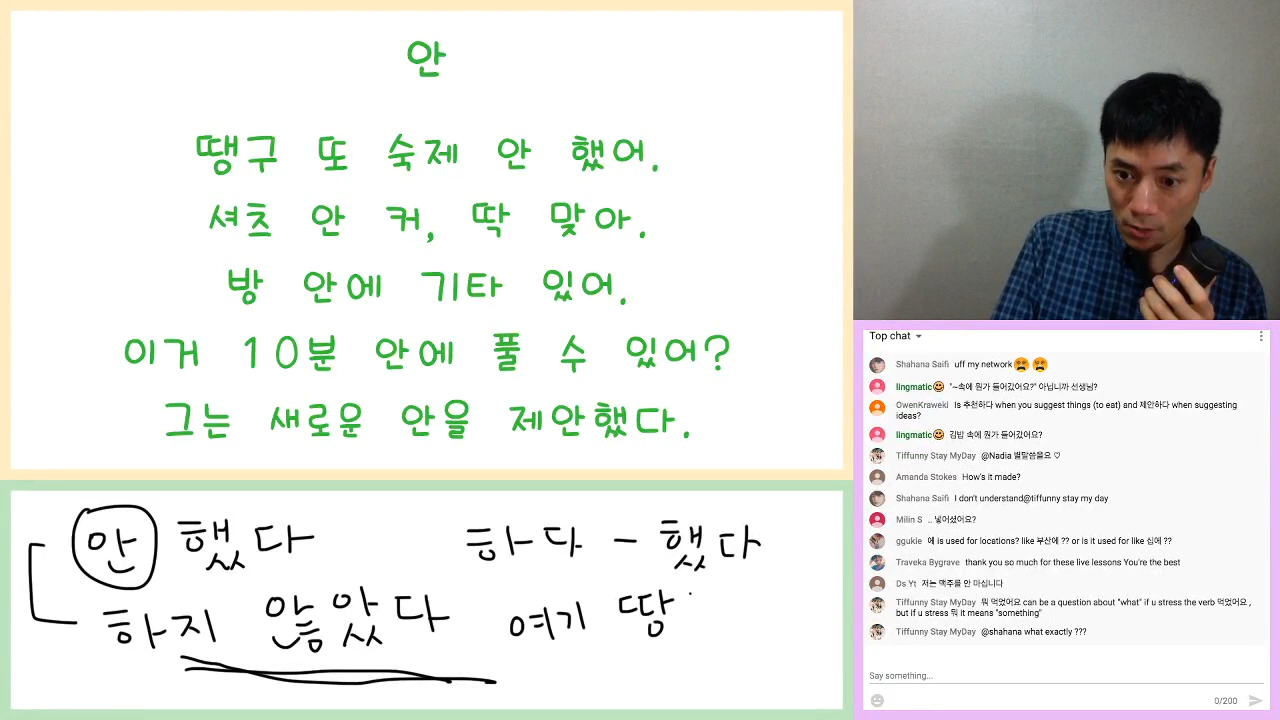 안
땡구 또 숙제 안 했어.
셔츠 안 커, 딱 맞아.
방 안에 기타 있어.
이거 10분 안에 풀 수 있어?
그는 새로운 안을 제안했다.
안 했다 하다 - 했다
하지 않았다 여기 땅
Top chat
Shahana Saifi uff my network
lingmatic "~속에 뭔가 들어갔어요?" 아닙니까 선생님?
OwenKraweki Is 추천하다 when you suggest things (to eat) and 제안하다 when suggesting
ideas?
lingmatic 김밥 속에 뭔가 들어갔어요?
Tiffunny Stay MyDay @Nadia 별말씀을요 ♡
Amanda Stokes How's it made?
Shahana Saifi I don't understand@tiffunny stay my day
Milin S .. 넣어셨어요?
ggukie 에 is used for locations? like 부산에 ?? or is it used for like 십에 ??
Traveka Bygrave thank you so much for these live lessons You're the best
Ds Yt 저는 맥주를 안 마십니다
Tiffunny Stay MyDay 뭐 먹었어요 can be a question about "what" if u stress the verb 먹었어요 ,
but if u stress 뭐 it means "something"
Tiffunny Stay MyDay @shahana what exactly ???
Say something...
0/200